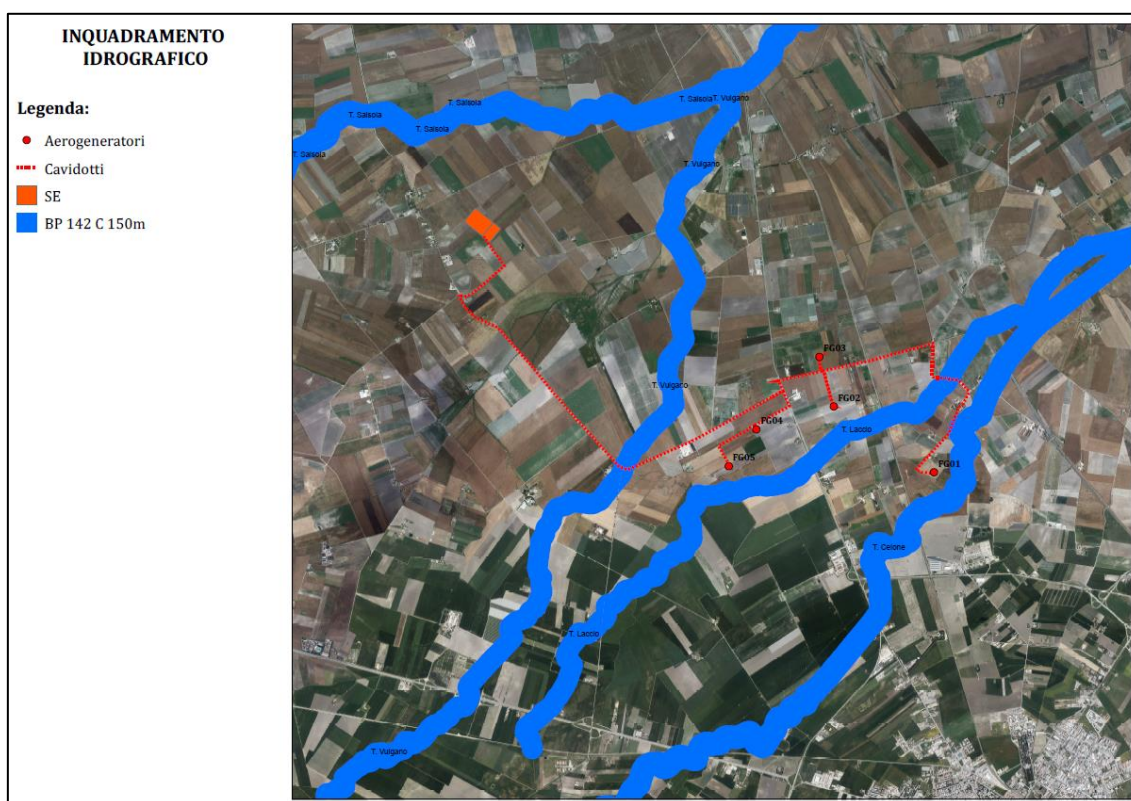 INQUADRAMENTO
IDROGRAFICO
Legenda:
Aerogeneratori
Cavidotti
SE
BP 142 C 150m
T. Salsola
T. Salsola
T. Salsola
T. Salsola
T. Salsola
T. Vulgano
T. Vulgano
T. Vulgano
FG03
FG02
FG04
T. Laccio
FG05
FG01
T. Celone
T. Laccio
T. Vulgano